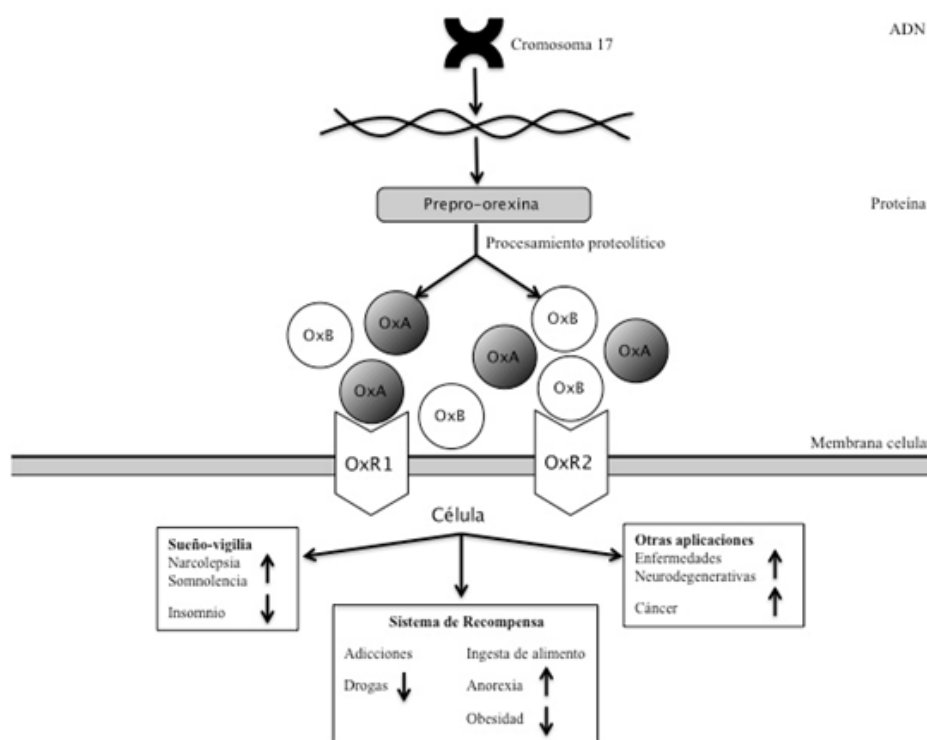 ADN
Cromosoma 17
Prepro-orexina
Proteína
Procesamiento proteolítico
OxB
OxA
OxB
OxA
OxA
OxA
OxB
OxB
Membrana celular
OxR1
OxR2
Célula
Sueño-vigilia
Narcolepsia
Somnolencia
Insomnio
Otras aplicaciones
Enfermedades
Neurodegenerativas
Cáncer
Sistema de Recompensa
Adicciones
Drogas
Ingesta de alimento
Anorexia
Obesidad